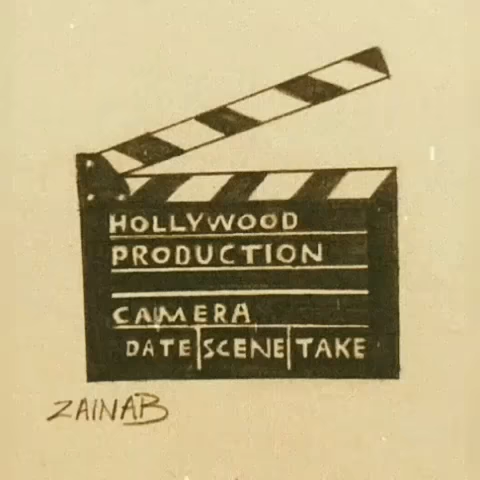 HOLLYWOOD
PRODUCTION
CAMERA
DATE SCENE TAKE
ZAINAB